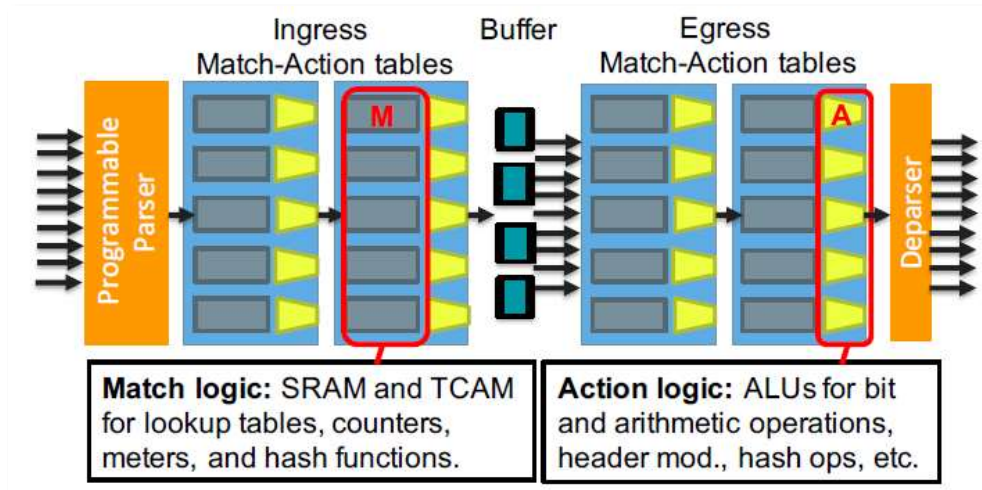 Ingress
Match-Action tables
Buffer
Egress
Match-Action tables
Programmable
Parser
M
A
Deparser
Match logic: SRAM and TCAM
for lookup tables, counters,
meters, and hash functions.
Action logic: ALUs for bit
and arithmetic operations,
header mod., hash ops, etc.